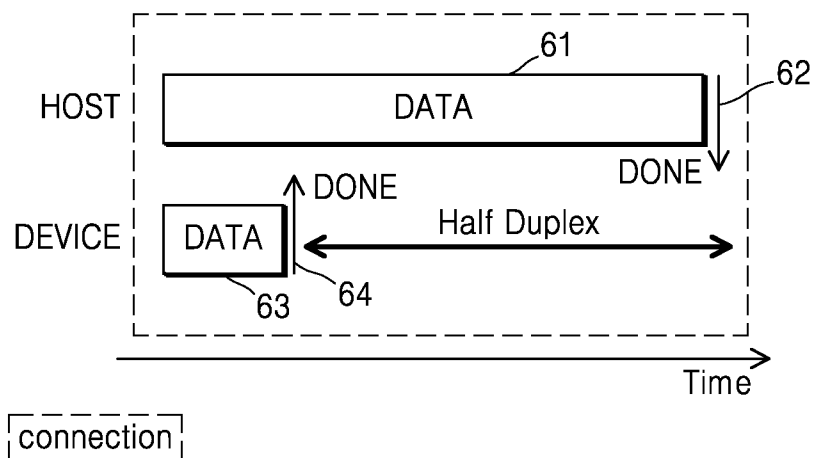 61
62
HOST
DATA
DONE
DONE
DEVICE
DATA
Half Duplex
63
64
Time
connection